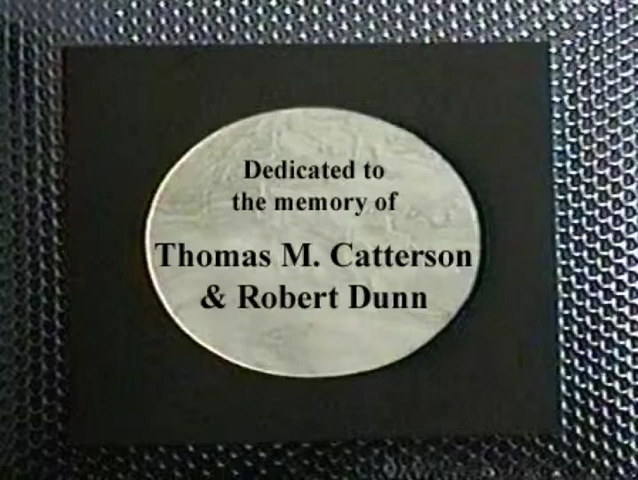 Dedicated to
the memory of
Thomas M. Catterson
& Robert Dunn